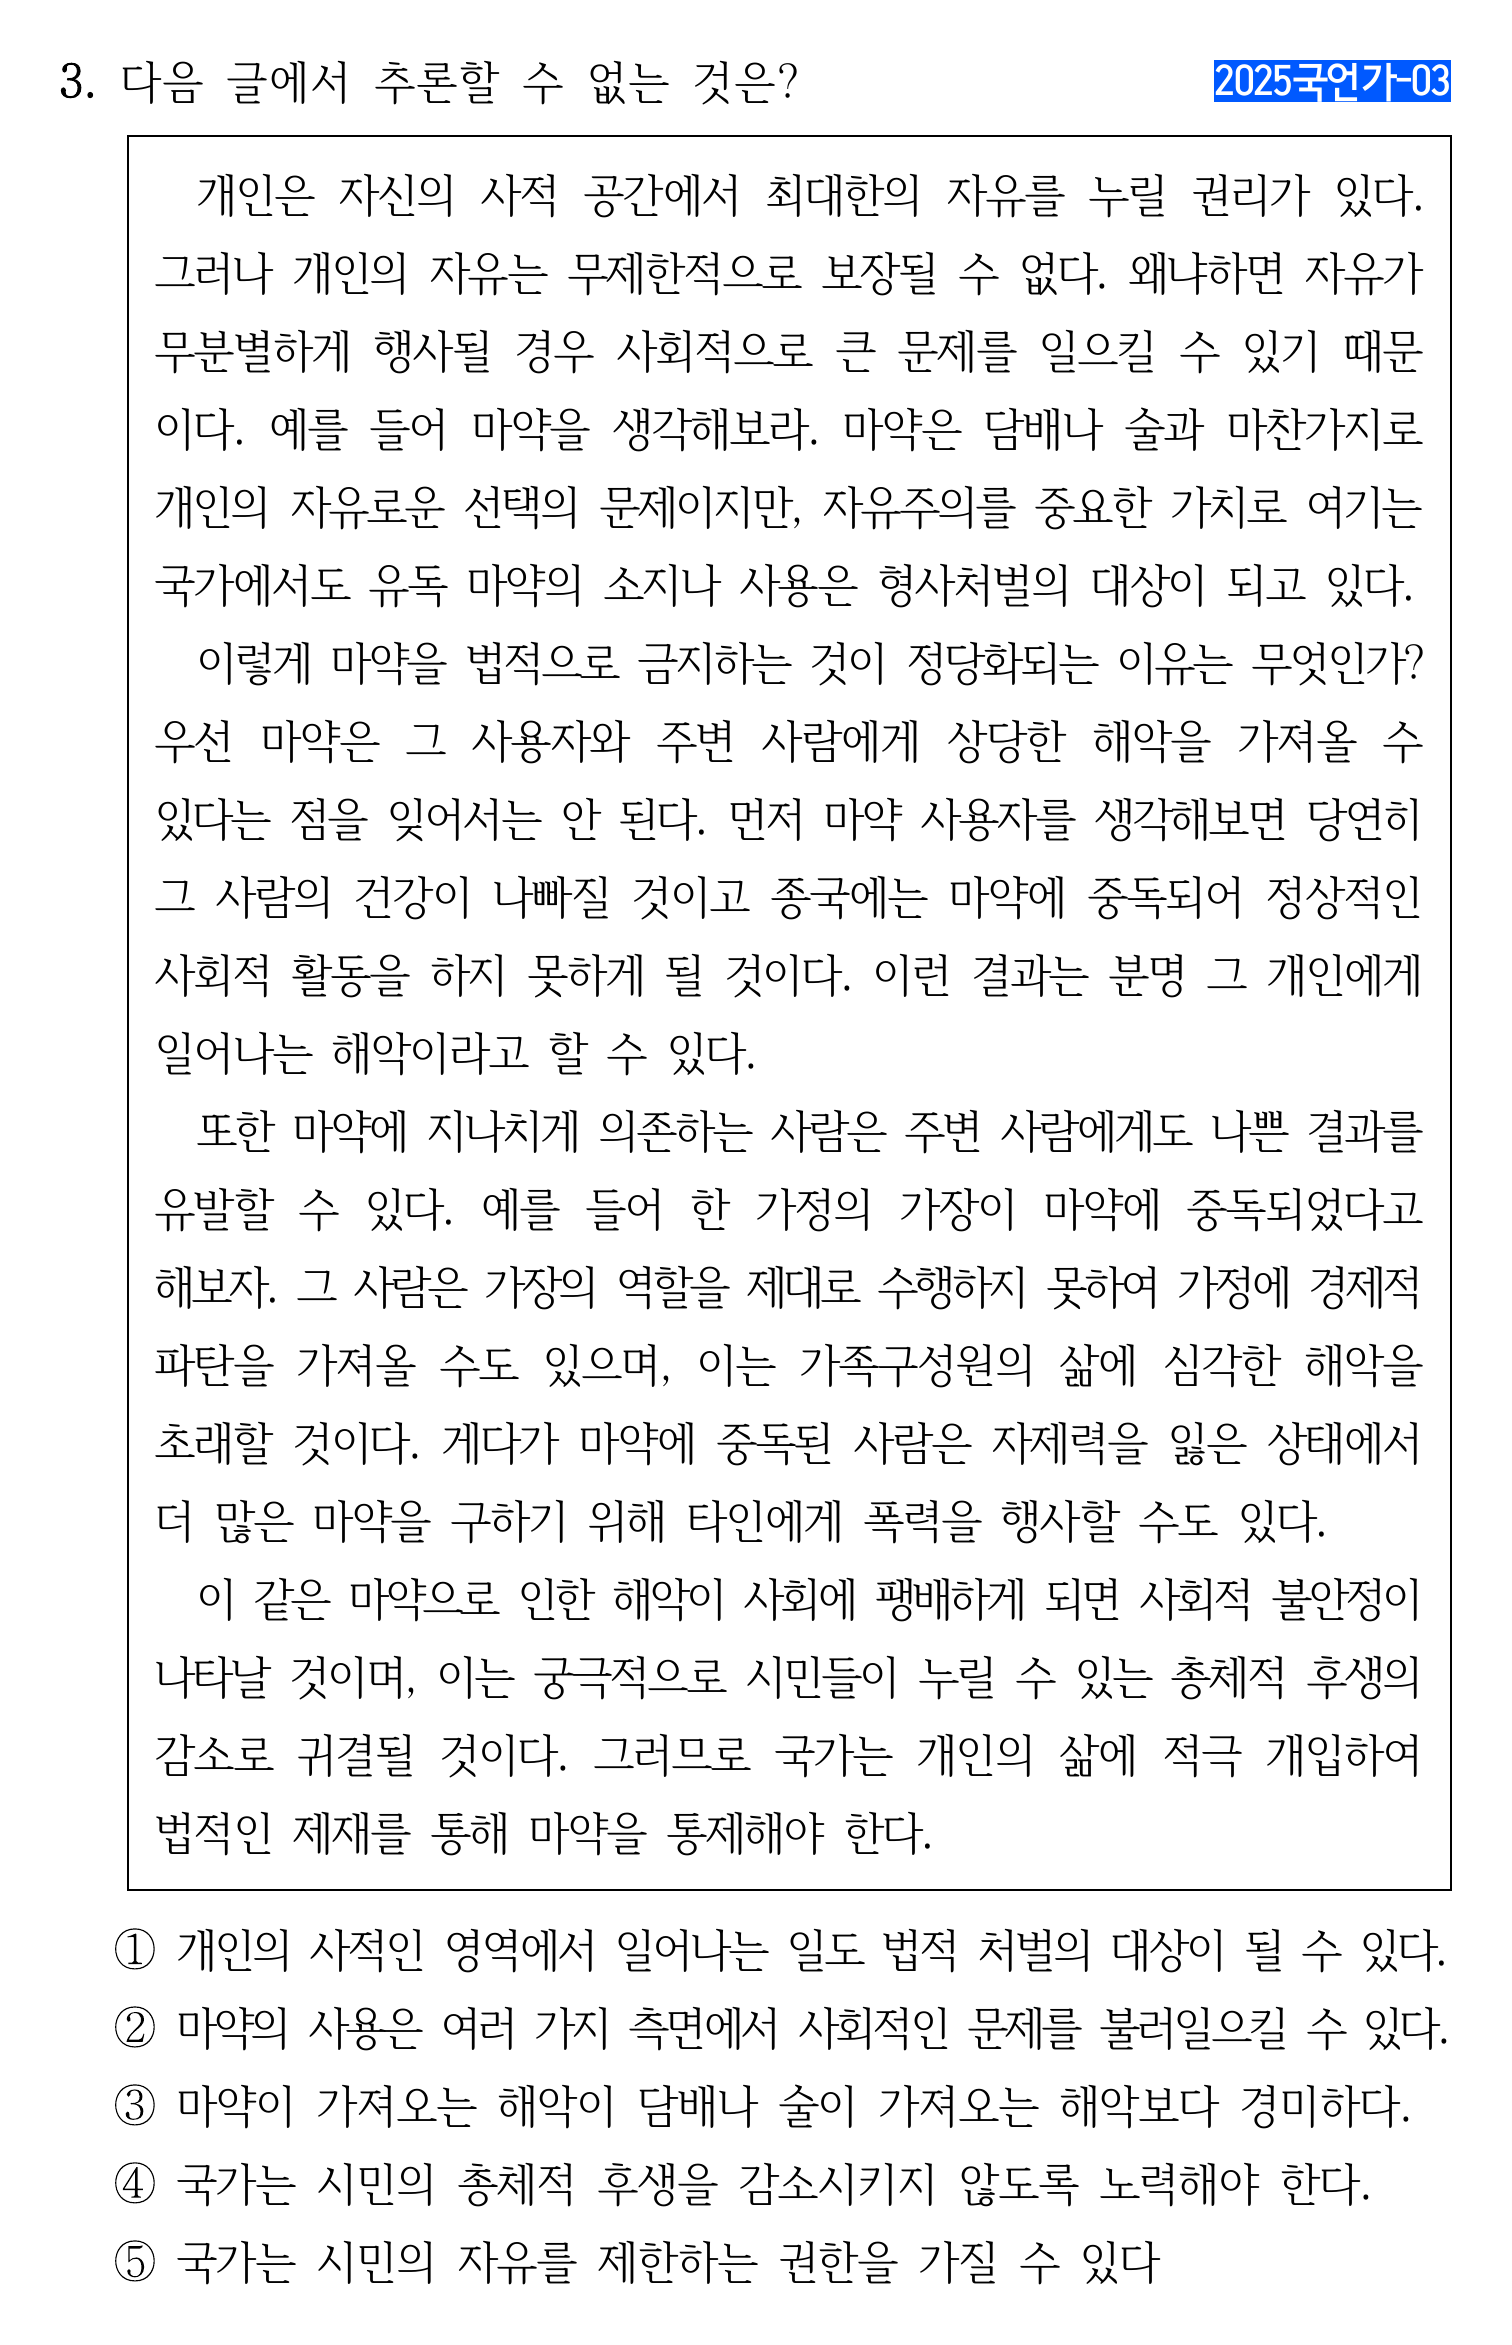 3. 다음 글에서 추론할 수 없는 것은?
2025국언가-03
개인은 자신의 사적 공간에서 최대한의 자유를 누릴 권리가 있다.
그러나 개인의 자유는 무제한적으로 보장될 수 없다. 왜냐하면 자유가
무분별하게 행사될 경우 사회적으로 큰 문제를 일으킬 수 있기 때문
이다. 예를 들어 마약을 생각해보라. 마약은 담배나 술과 마찬가지로
개인의 자유로운 선택의 문제이지만, 자유주의를 중요한 가치로 여기는
국가에서도 유독 마약의 소지나 사용은 형사처벌의 대상이 되고 있다.
이렇게 마약을 법적으로 금지하는 것이 정당화되는 이유는 무엇인가?
우선 마약은 그 사용자와 주변 사람에게 상당한 해악을 가져올 수
있다는 점을 잊어서는 안 된다. 먼저 마약 사용자를 생각해보면 당연히
그 사람의 건강이 나빠질 것이고 종국에는 마약에 중독되어 정상적인
사회적 활동을 하지 못하게 될 것이다. 이런 결과는 분명 그 개인에게
일어나는 해악이라고 할 수 있다.
또한 마약에 지나치게 의존하는 사람은 주변 사람에게도 나쁜 결과를
유발할 수 있다. 예를 들어 한 가정의 가장이 마약에 중독되었다고
해보자. 그 사람은 가장의 역할을 제대로 수행하지 못하여 가정에 경제적
파탄을 가져올 수도 있으며, 이는 가족구성원의 삶에 심각한 해악을
초래할 것이다. 게다가 마약에 중독된 사람은 자제력을 잃은 상태에서
더 많은 마약을 구하기 위해 타인에게 폭력을 행사할 수도 있다.
이 같은 마약으로 인한 해악이 사회에 팽배하게 되면 사회적 불안정이
나타날 것이며, 이는 궁극적으로 시민들이 누릴 수 있는 총체적 후생의
감소로 귀결될 것이다. 그러므로 국가는 개인의 삶에 적극 개입하여
법적인 제재를 통해 마약을 통제해야 한다.
① 개인의 사적인 영역에서 일어나는 일도 법적 처벌의 대상이 될 수 있다.
② 마약의 사용은 여러 가지 측면에서 사회적인 문제를 불러일으킬 수 있다.
③ 마약이 가져오는 해악이 담배나 술이 가져오는 해악보다 경미하다.
④ 국가는 시민의 총체적 후생을 감소시키지 않도록 노력해야 한다.
⑤ 국가는 시민의 자유를 제한하는 권한을 가질 수 있다